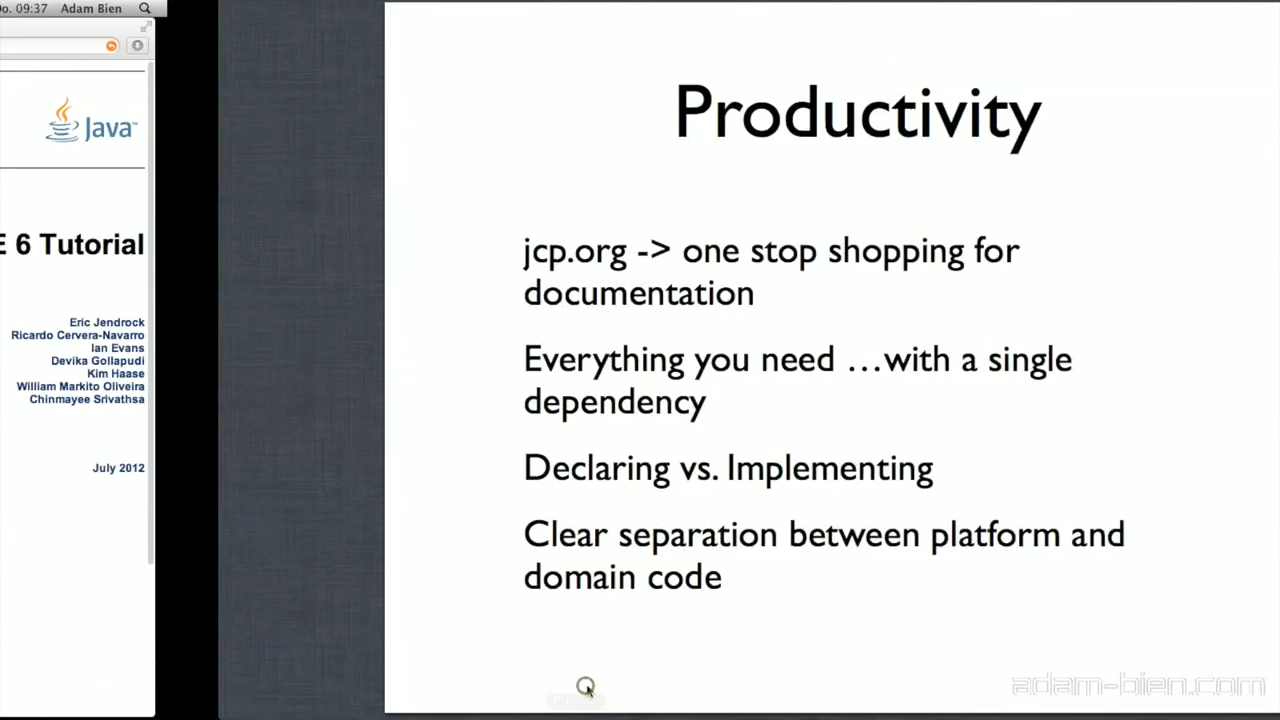 o. 09:37 Adam Bien
Java™
E 6 Tutorial
Eric Jendrock
Ricardo Cervera-Navarro
Ian Evans
Devika Gollapudi
Kim Haase
William Markito Oliveira
Chinmayee Srivathsa
July 2012
Productivity
jcp.org -> one stop shopping for
documentation
Everything you need …with a single
dependency
Declaring vs. Implementing
Clear separation between platform and
domain code
adam-bien.com